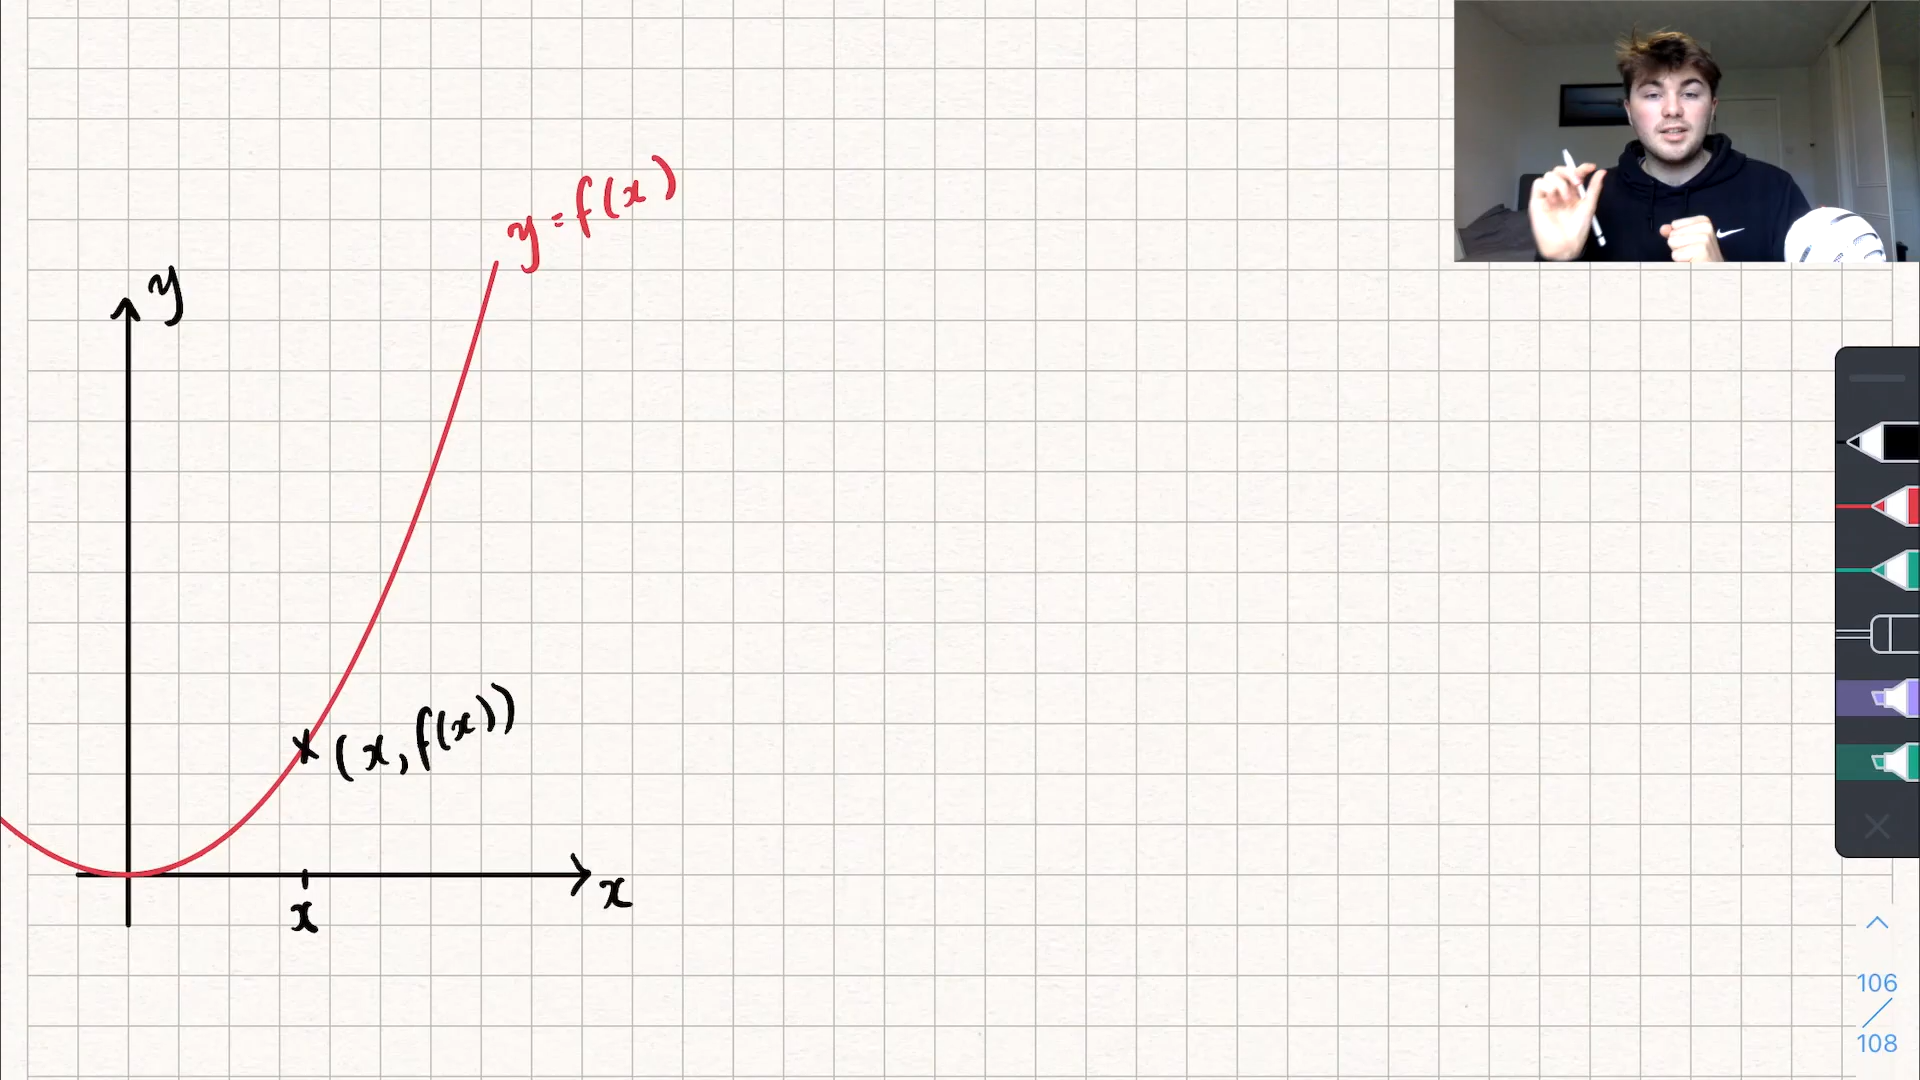 y = f(x)
y
(x, f(x))
x
x
106
/
108